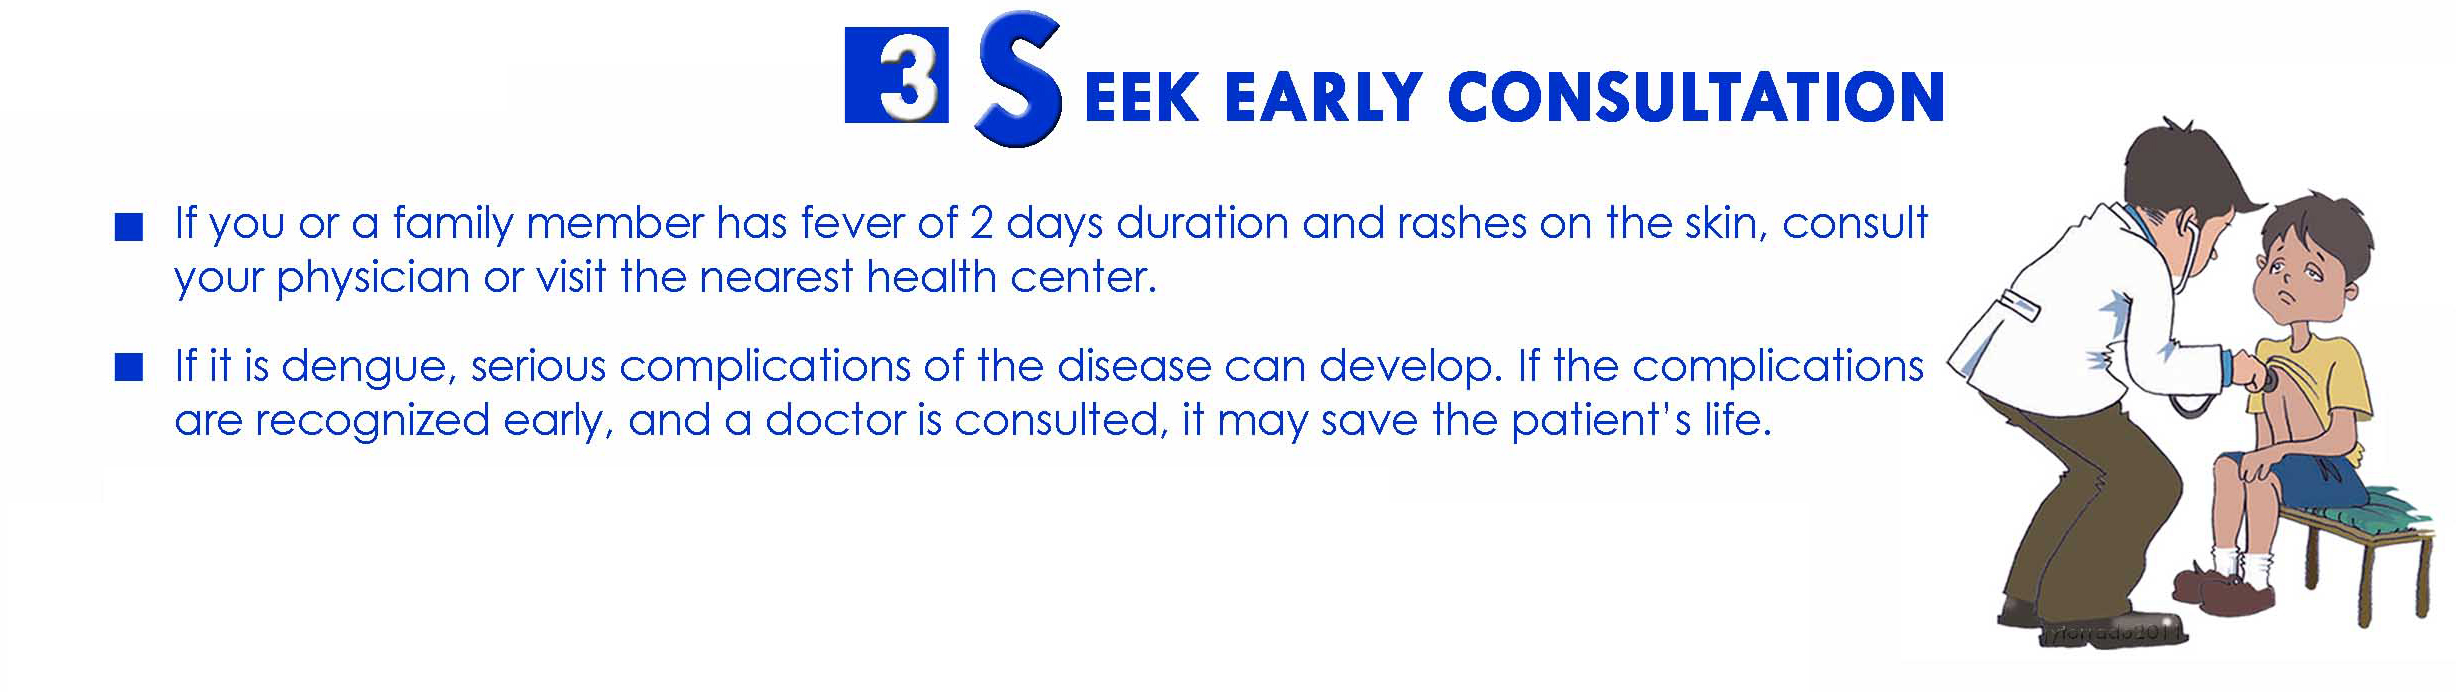 3 SEEK EARLY CONSULTATION
■ If you or a family member has fever of 2 days duration and rashes on the skin, consult
your physician or visit the nearest health center.
■ If it is dengue, serious complications of the disease can develop. If the complications
are recognized early, and a doctor is consulted, it may save the patient's life.